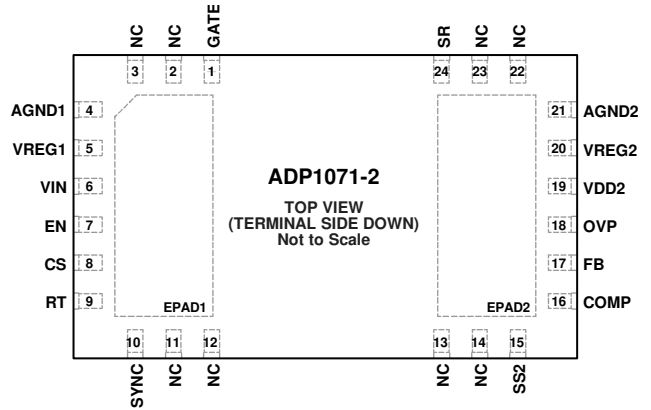 NC NC GATE SR NC NC
3 2 1 24 23 22
AGND1 4 21 AGND2
VREG1 5 20 VREG2
VIN 6 19 VDD2
EN 7 18 OVP
CS 8 17 FB
RT 9 16 COMP
ADP1071-2
TOP VIEW
(TERMINAL SIDE DOWN)
Not to Scale
EPAD1 EPAD2
10 11 12 13 14 15
SYNC NC NC NC NC SS2